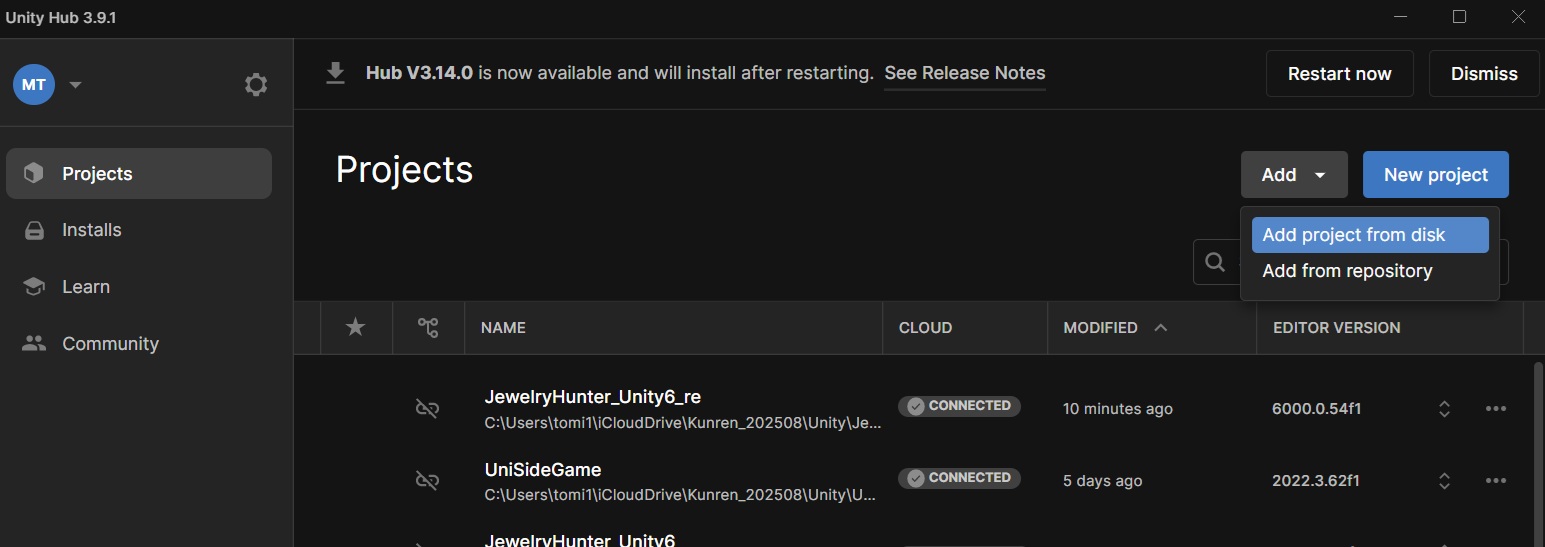 Unity Hub 3.9.1
MT
Hub V3.14.0 is now available and will install after restarting. See Release Notes
Restart now
Dismiss
Projects
Installs
Learn
Community
Projects
Add
New project
Add project from disk
Add from repository
NAME
CLOUD
MODIFIED
EDITOR VERSION
JewelryHunter_Unity6_re
C:\Users\tomi1\iCloudDrive\Kunren_202508\Unity\Je...
CONNECTED
10 minutes ago
6000.0.54f1
UniSideGame
C:\Users\tomi1\iCloudDrive\Kunren_202508\Unity\U...
CONNECTED
5 days ago
2022.3.62f1
JewelryHunter_Unity6